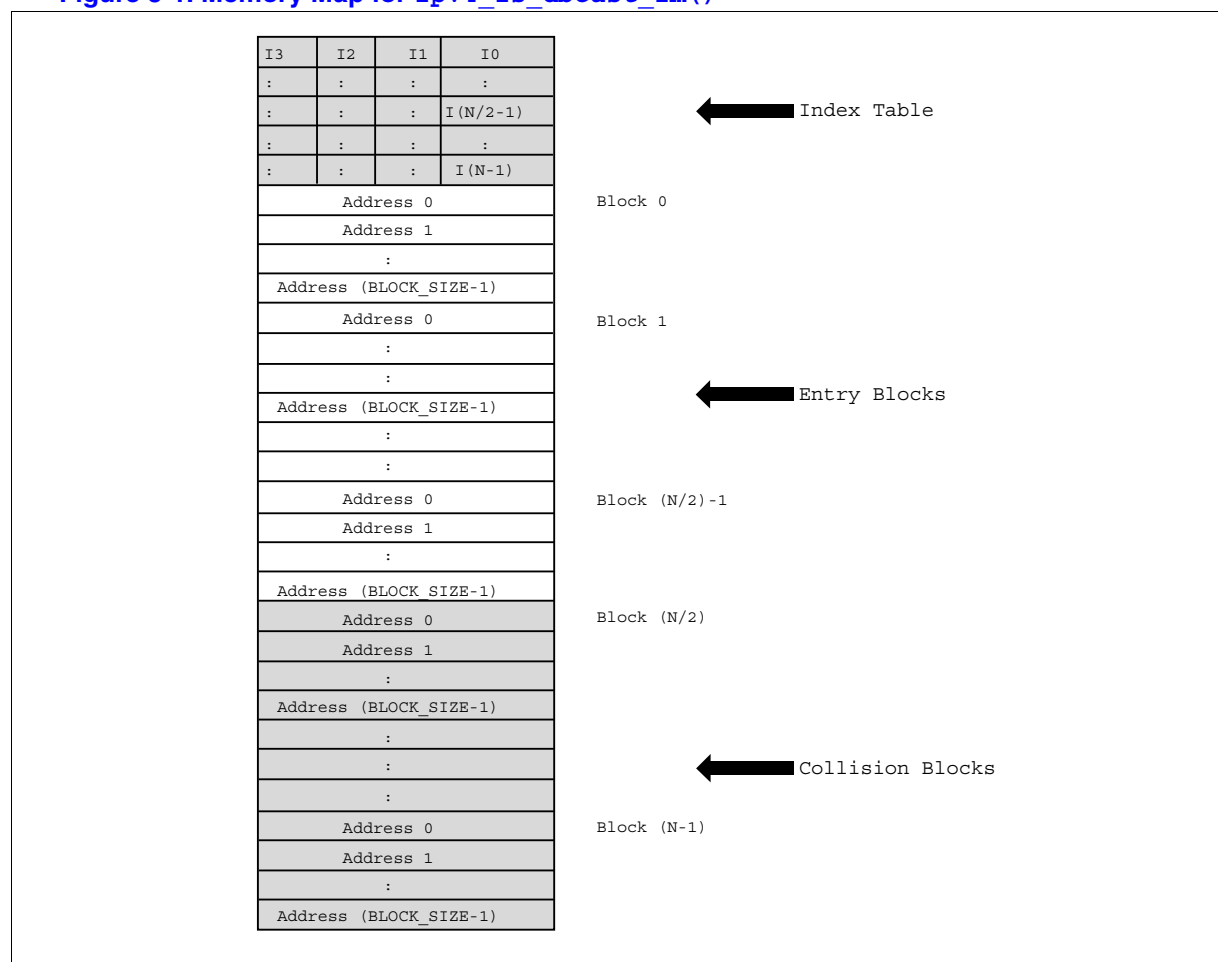 I3 I2 I1 I0
: : : :
: : : I(N/2-1) Index Table
: : : :
: : : I(N-1)
Address 0 Block 0
Address 1
:
Address (BLOCK_SIZE-1)
Address 0 Block 1
:
:
Address (BLOCK_SIZE-1) Entry Blocks
:
:
Address 0 Block (N/2)-1
Address 1
:
Address (BLOCK_SIZE-1)
Address 0 Block (N/2)
Address 1
:
Address (BLOCK_SIZE-1)
:
: Collision Blocks
:
Address 0 Block (N-1)
Address 1
:
Address (BLOCK_SIZE-1)